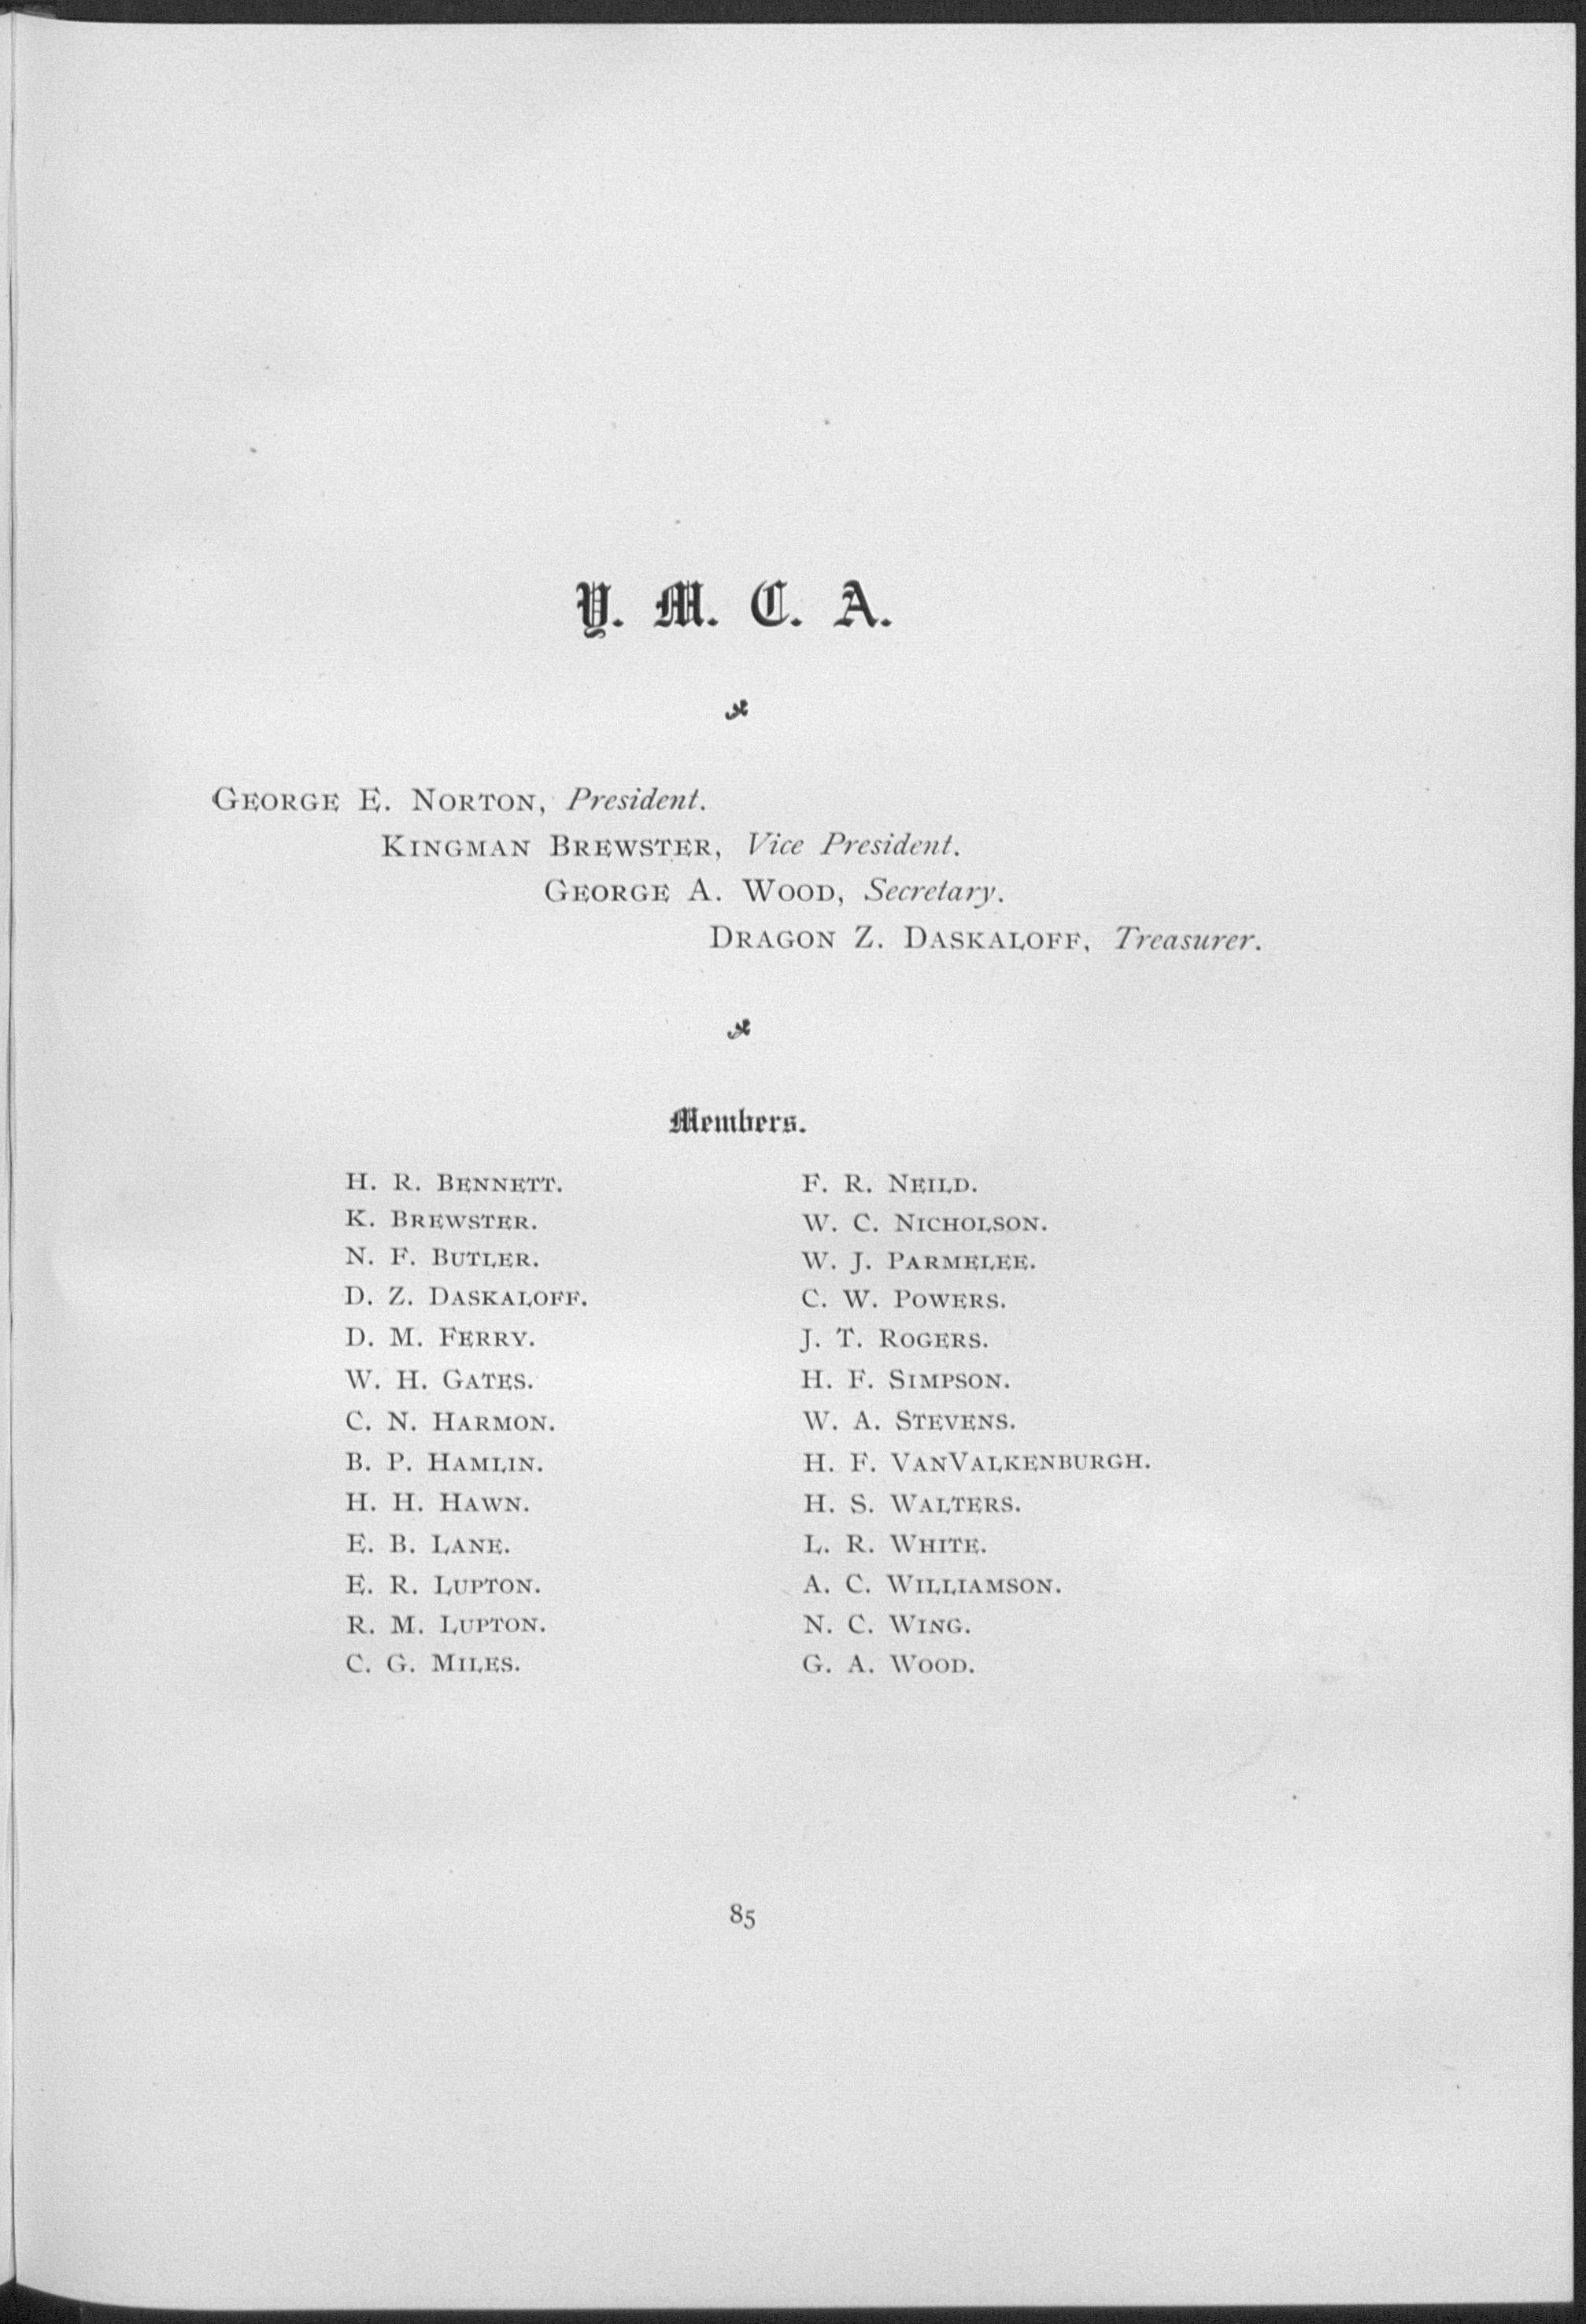 Y. M. C. A.
GEORGE E. NORTON, President.
KINGMAN BREWSTER, Vice President.
GEORGE A. WOOD, Secretary.
DRAGON Z. DASKALOFF, Treasurer.
Members.
H. R. BENNETT.
K. BREWSTER.
N. F. BUTLER.
D. Z. DASKALOFF.
D. M. FERRY.
W. H. GATES.
C. N. HARMON.
B. P. HAMLIN.
H. H. HAWN.
E. B. LANE.
E. R. LUPTON.
R. M. LUPTON.
C. G. MILES.
F. R. NEILD.
W. C. NICHOLSON.
W. J. PARMELEE.
C. W. POWERS.
J. T. ROGERS.
H. F. SIMPSON.
W. A. STEVENS.
H. F. VANVALKENBURGH.
H. S. WALTERS.
L. R. WHITE.
A. C. WILLIAMSON.
N. C. WING.
G. A. WOOD.
85